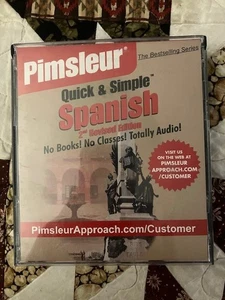 Pimsleur®
The Bestselling Series
Quick & Simple™
Spanish
2nd Revised Edition
No Books! No Classes! Totally Audio!
VISIT US
ON THE WEB AT
PIMSLEUR
APPROACH.COM
/CUSTOMER
PimsleurApproach.com/Customer